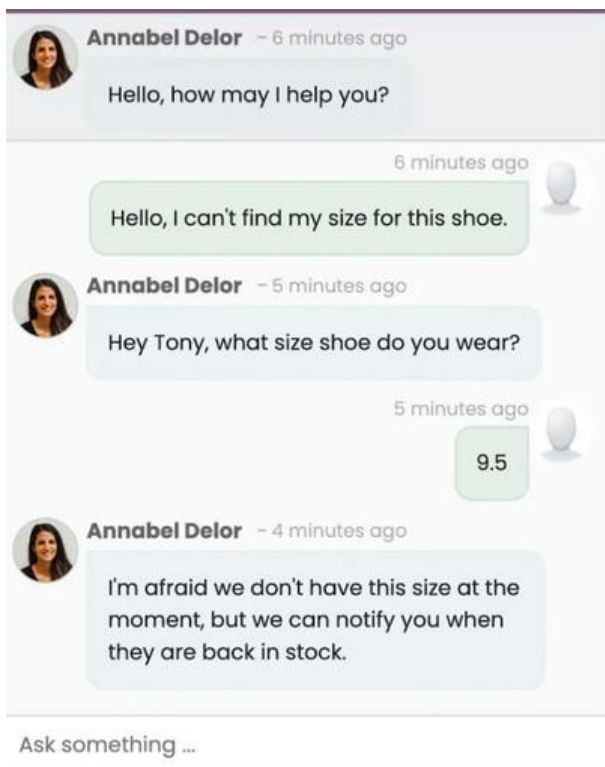 Annabel Delor - 6 minutes ago
Hello, how may I help you?
6 minutes ago
Hello, I can't find my size for this shoe.
Annabel Delor - 5 minutes ago
Hey Tony, what size shoe do you wear?
5 minutes ago
9.5
Annabel Delor - 4 minutes ago
I'm afraid we don't have this size at the
moment, but we can notify you when
they are back in stock.
Ask something ...